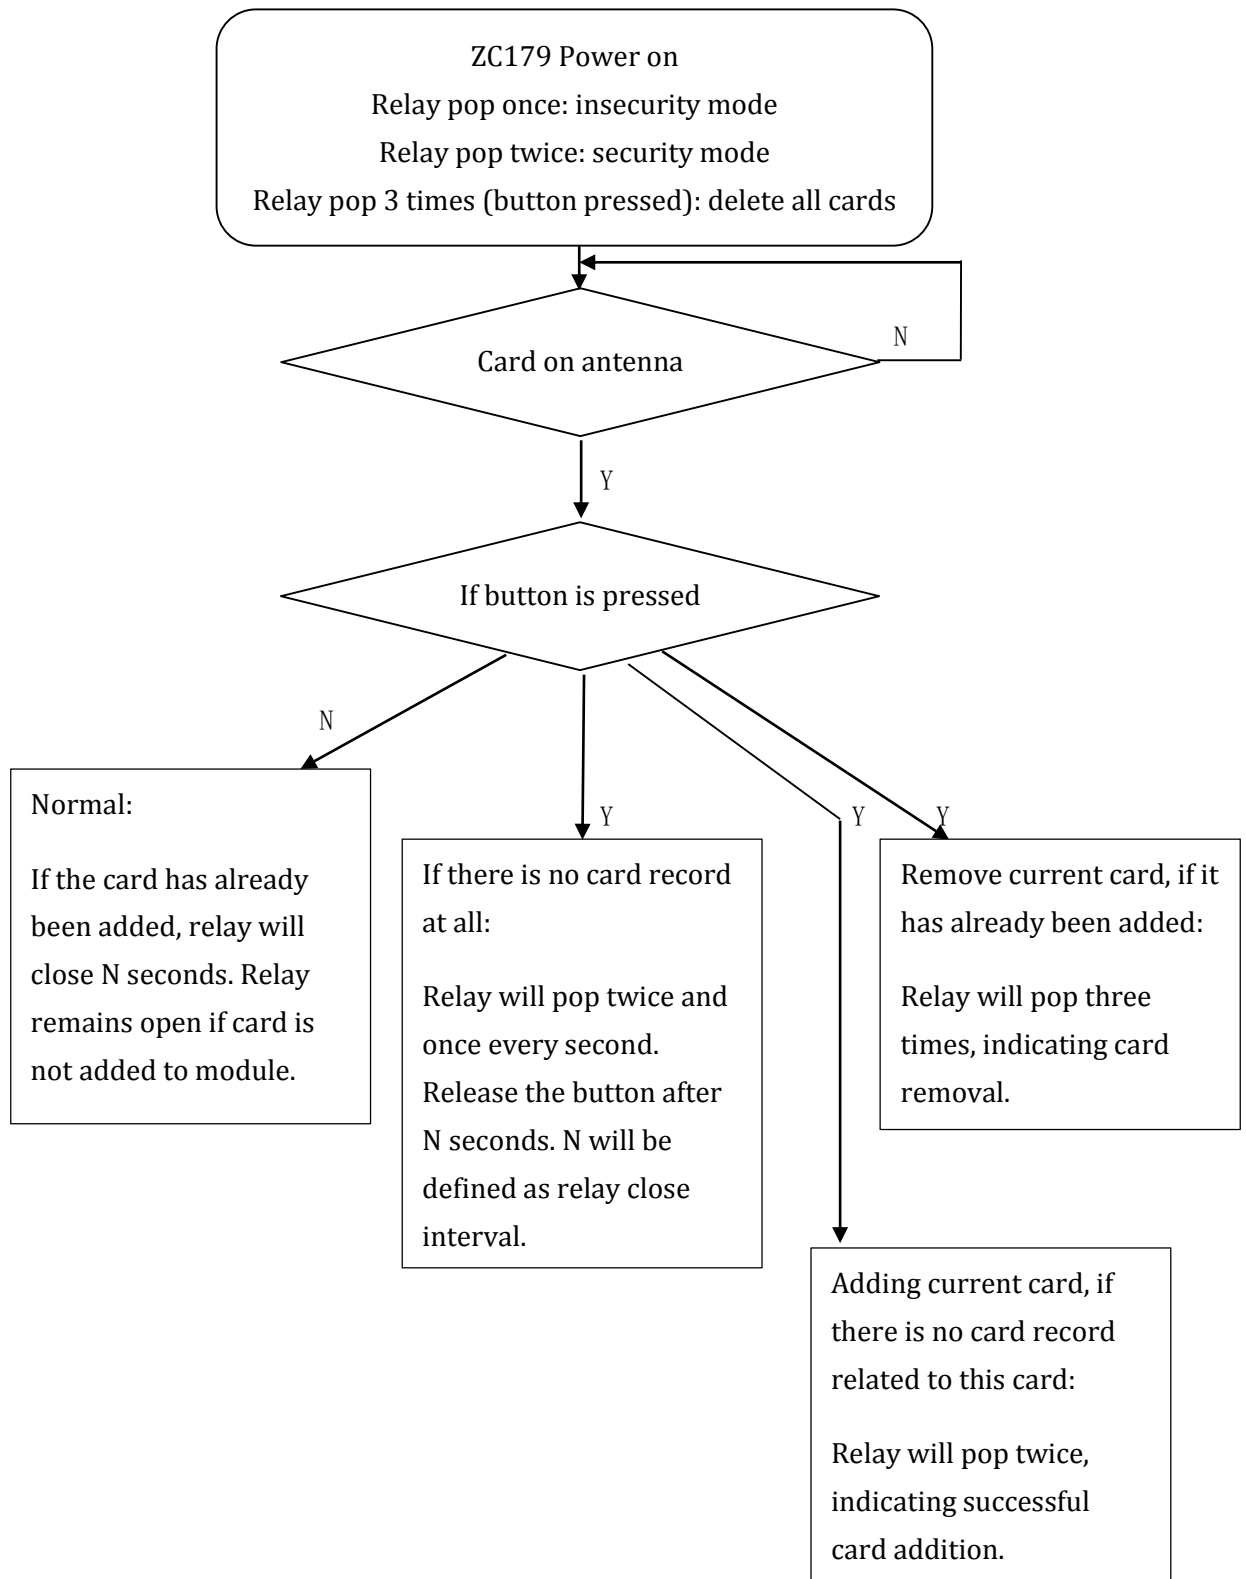 ZC179 Power on
Relay pop once: insecurity mode
Relay pop twice: security mode
Relay pop 3 times (button pressed): delete all cards
N
Card on antenna
Y
If button is pressed
N
Normal:
If the card has already
been added, relay will
close N seconds. Relay
remains open if card is
not added to module.
Y
If there is no card record
at all:
Relay will pop twice and
once every second.
Release the button after
N seconds. N will be
defined as relay close
interval.
Y
Y
Remove current card, if it
has already been added:
Relay will pop three
times, indicating card
removal.
Adding current card, if
there is no card record
related to this card:
Relay will pop twice,
indicating successful
card addition.